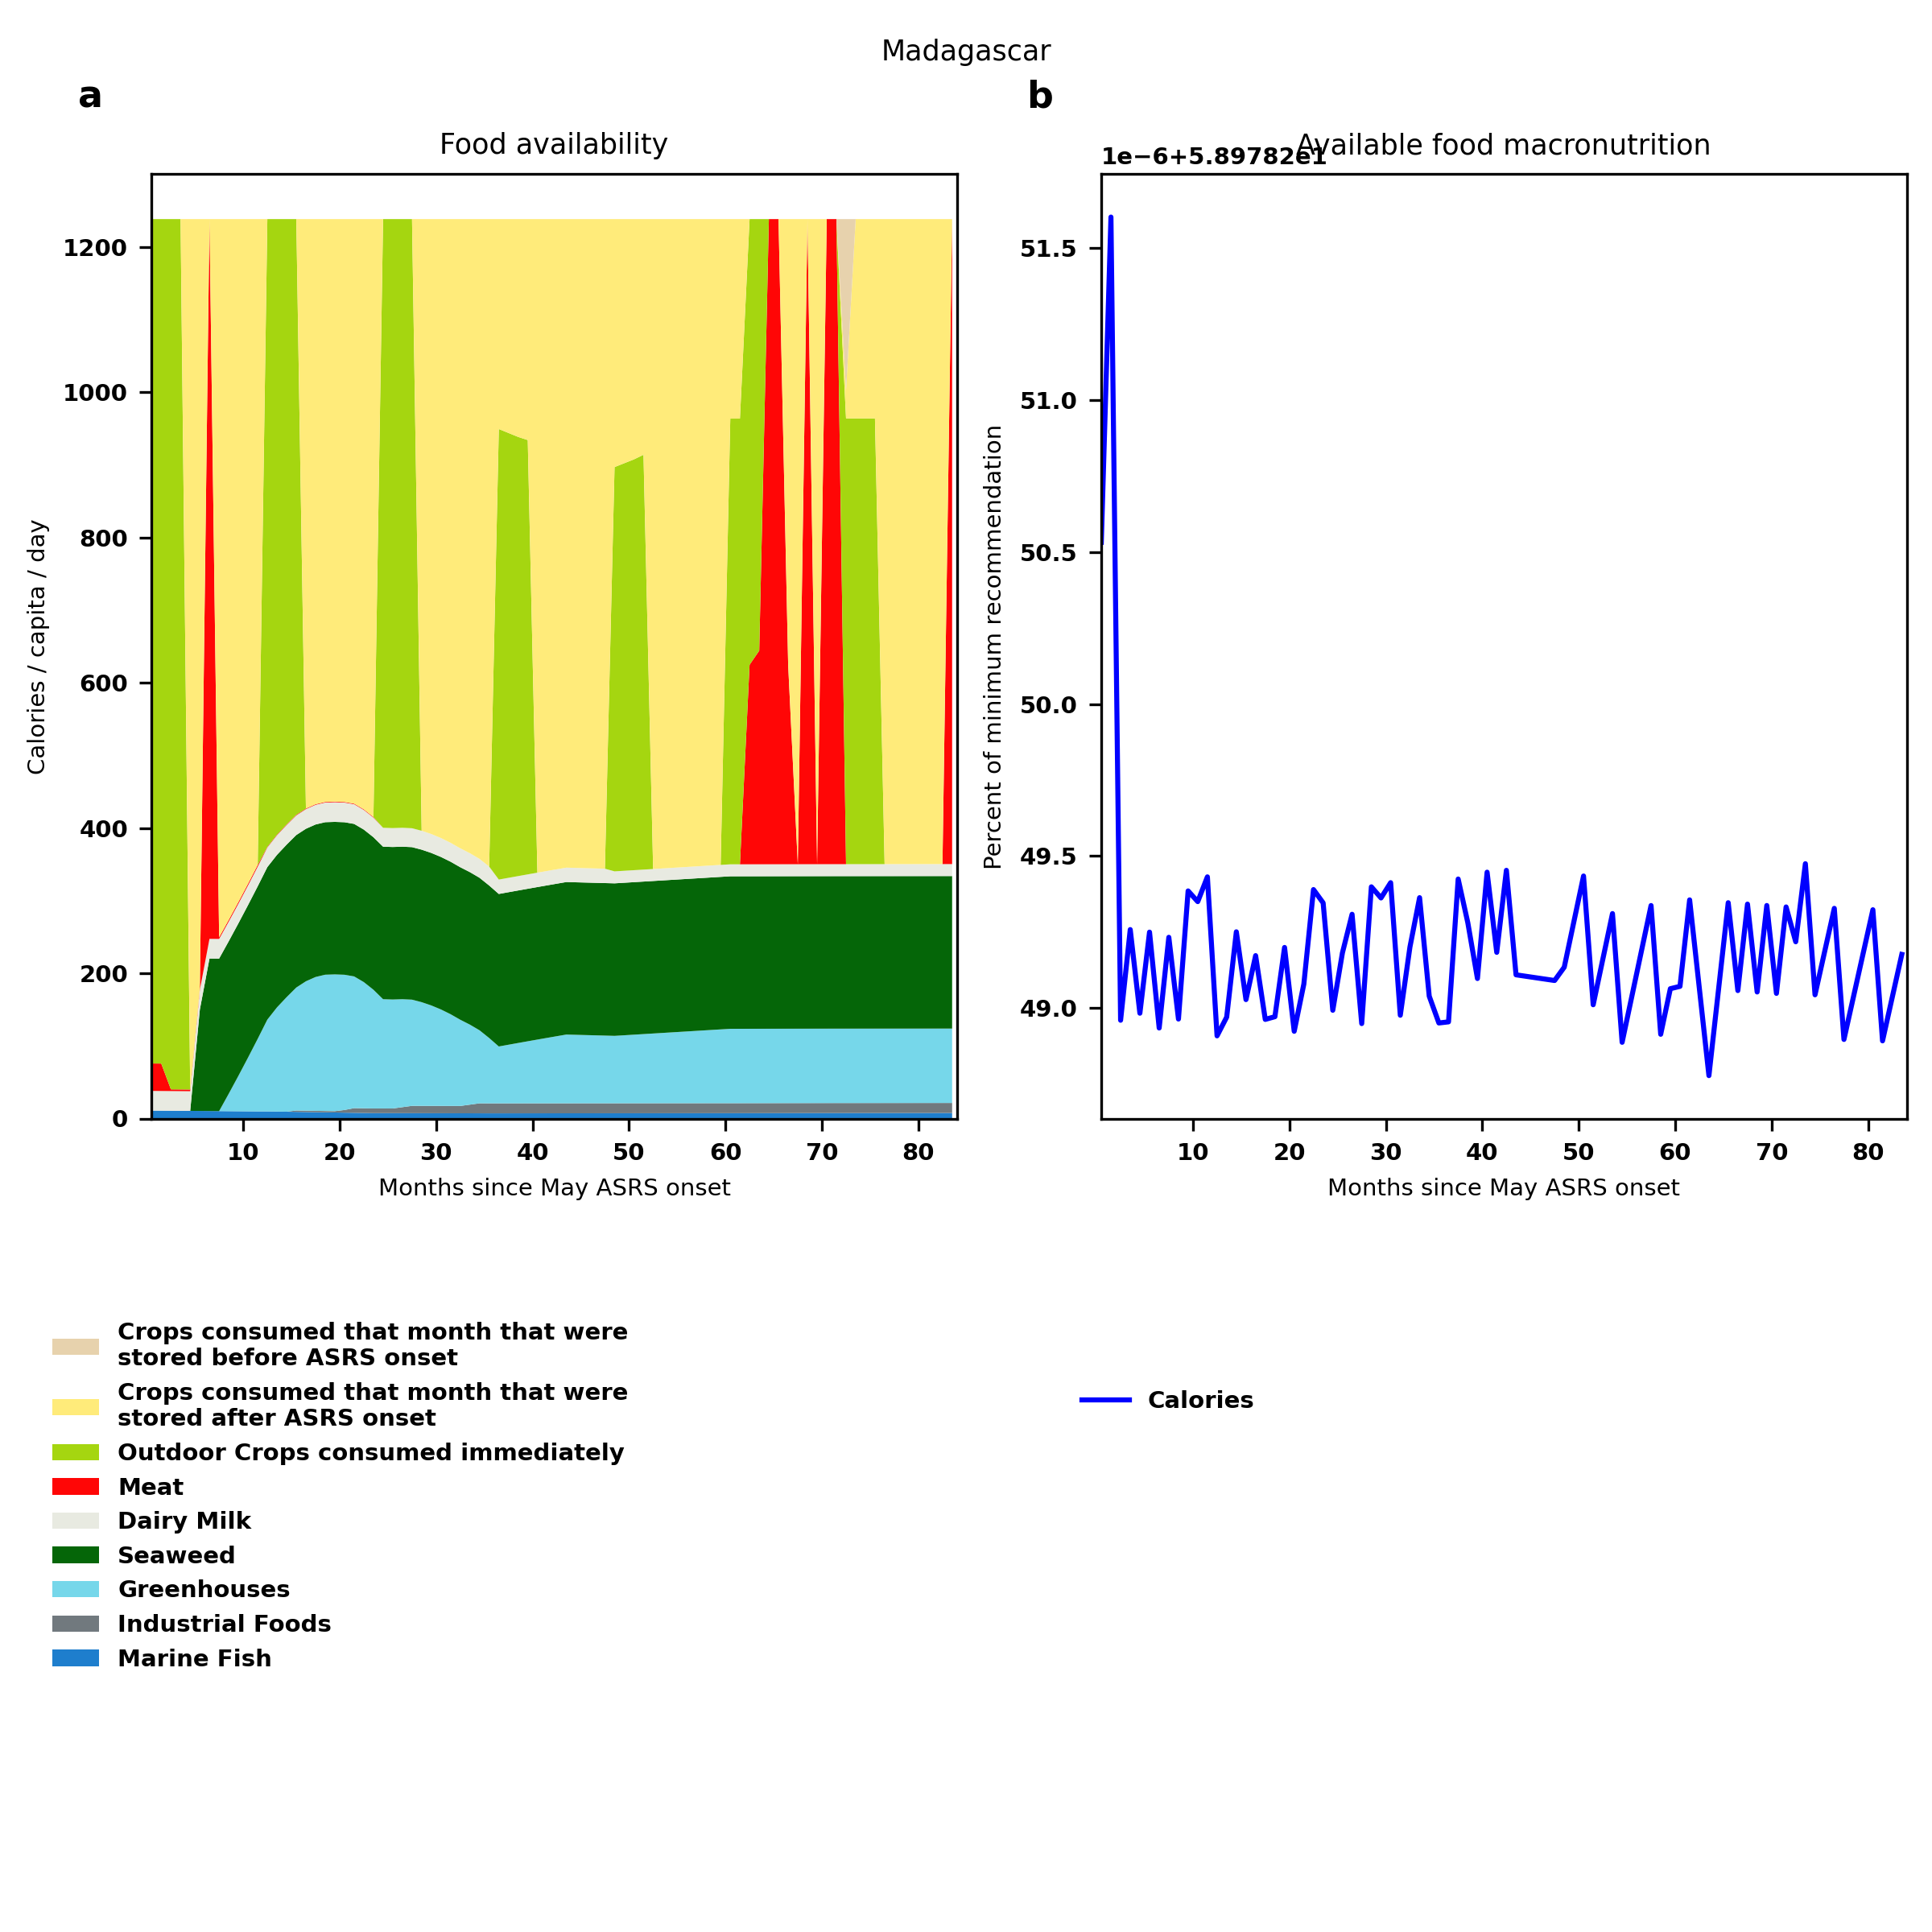 Madagascar
a
Food availability
1200
1000
800
600
400
200
0
Calories / capita / day
10 20 30 40 50 60 70 80
Months since May ASRS onset
b
Available food macronutrition
1e−6+5.89782e1
51.5
51.0
50.5
50.0
49.5
49.0
Percent of minimum recommendation
10 20 30 40 50 60 70 80
Months since May ASRS onset
Crops consumed that month that were
stored before ASRS onset
Crops consumed that month that were
stored after ASRS onset
Outdoor Crops consumed immediately
Meat
Dairy Milk
Seaweed
Greenhouses
Industrial Foods
Marine Fish
Calories